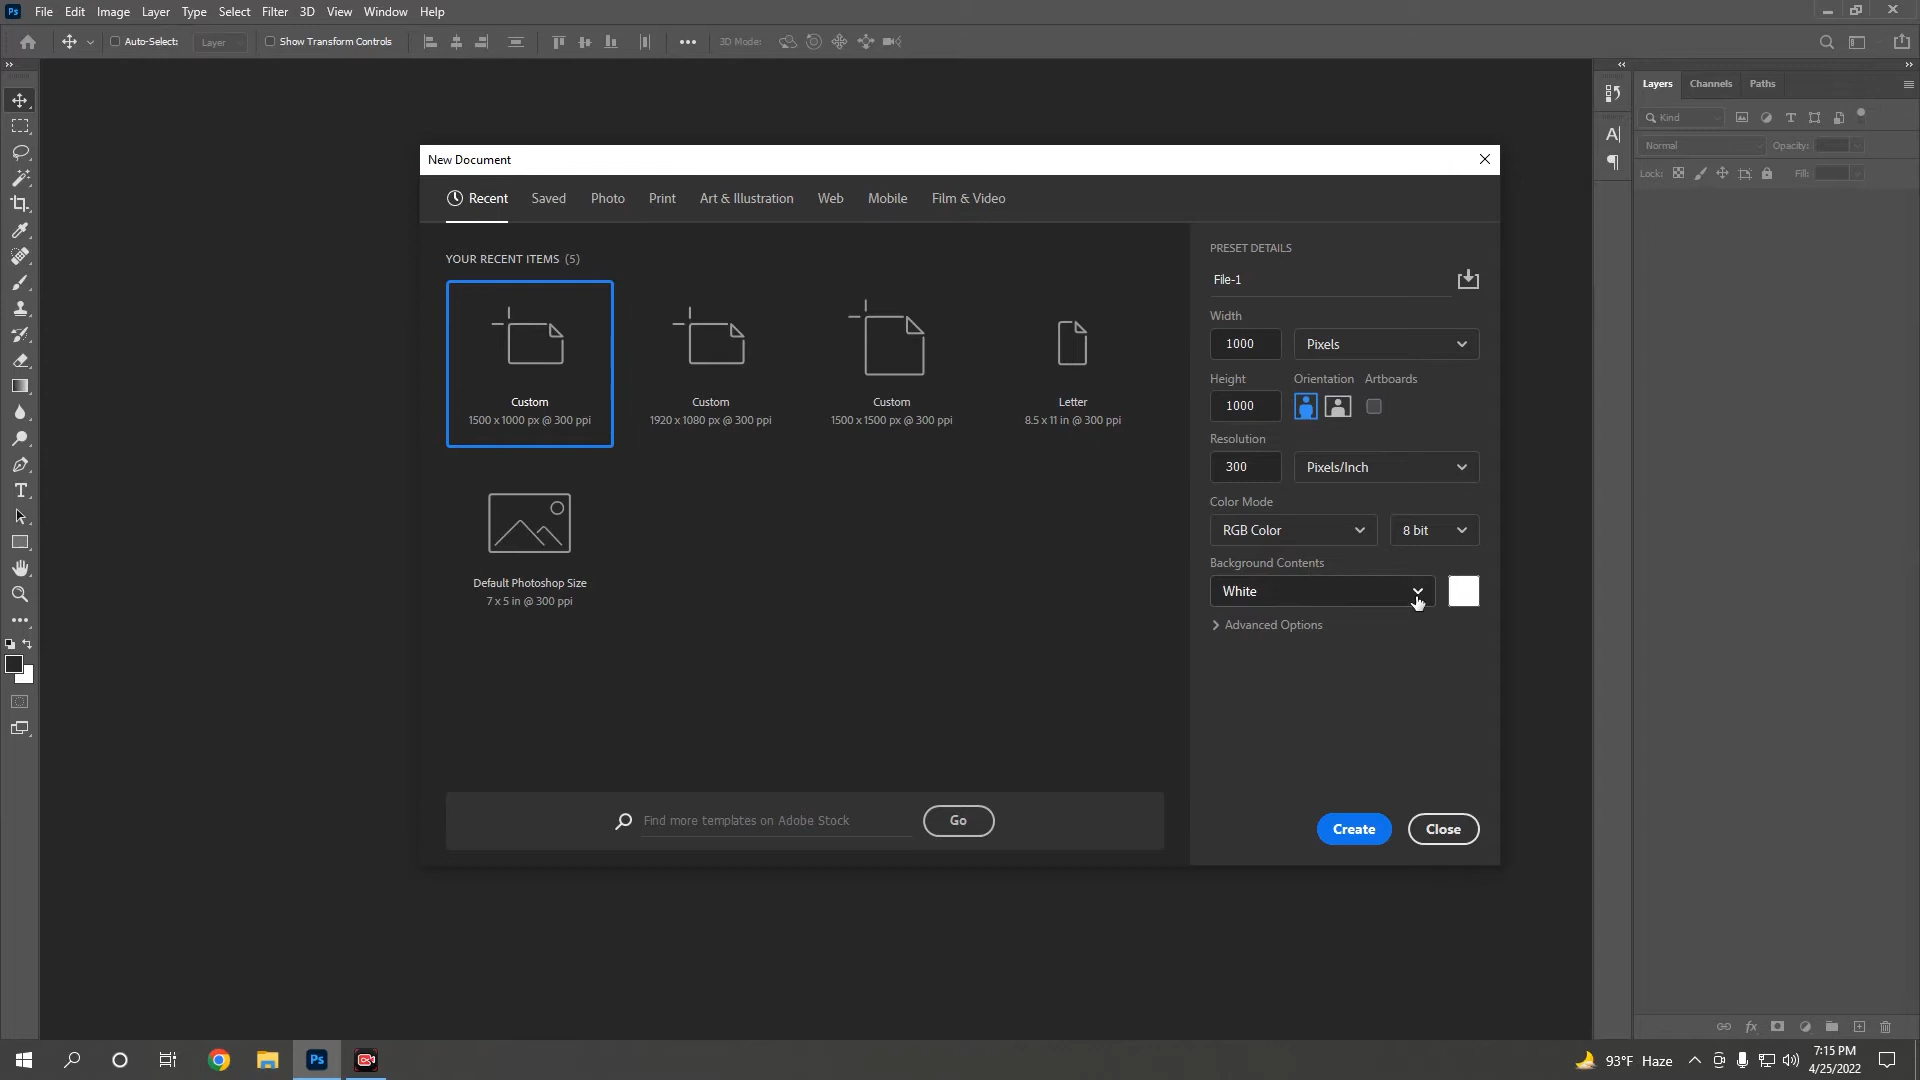 Ps File Edit Image Layer Type Select Filter 3D View Window Help
Auto-Select: Layer Show Transform Controls 3D Mode:
Layers Channels Paths
Kind
Normal Opacity:
Lock: Fill:
New Document
Recent Saved Photo Print Art & Illustration Web Mobile Film & Video
YOUR RECENT ITEMS (5)
Custom
1500 x 1000 px @ 300 ppi
Custom
1920 x 1080 px @ 300 ppi
Custom
1500 x 1500 px @ 300 ppi
Letter
8.5 x 11 in @ 300 ppi
Default Photoshop Size
7 x 5 in @ 300 ppi
Find more templates on Adobe Stock Go
PRESET DETAILS
File-1
Width
1000 Pixels
Height Orientation Artboards
1000
Resolution
300 Pixels/Inch
Color Mode
RGB Color 8 bit
Background Contents
White
Advanced Options
Create Close
Ps
93°F Haze
7:15 PM
4/25/2022